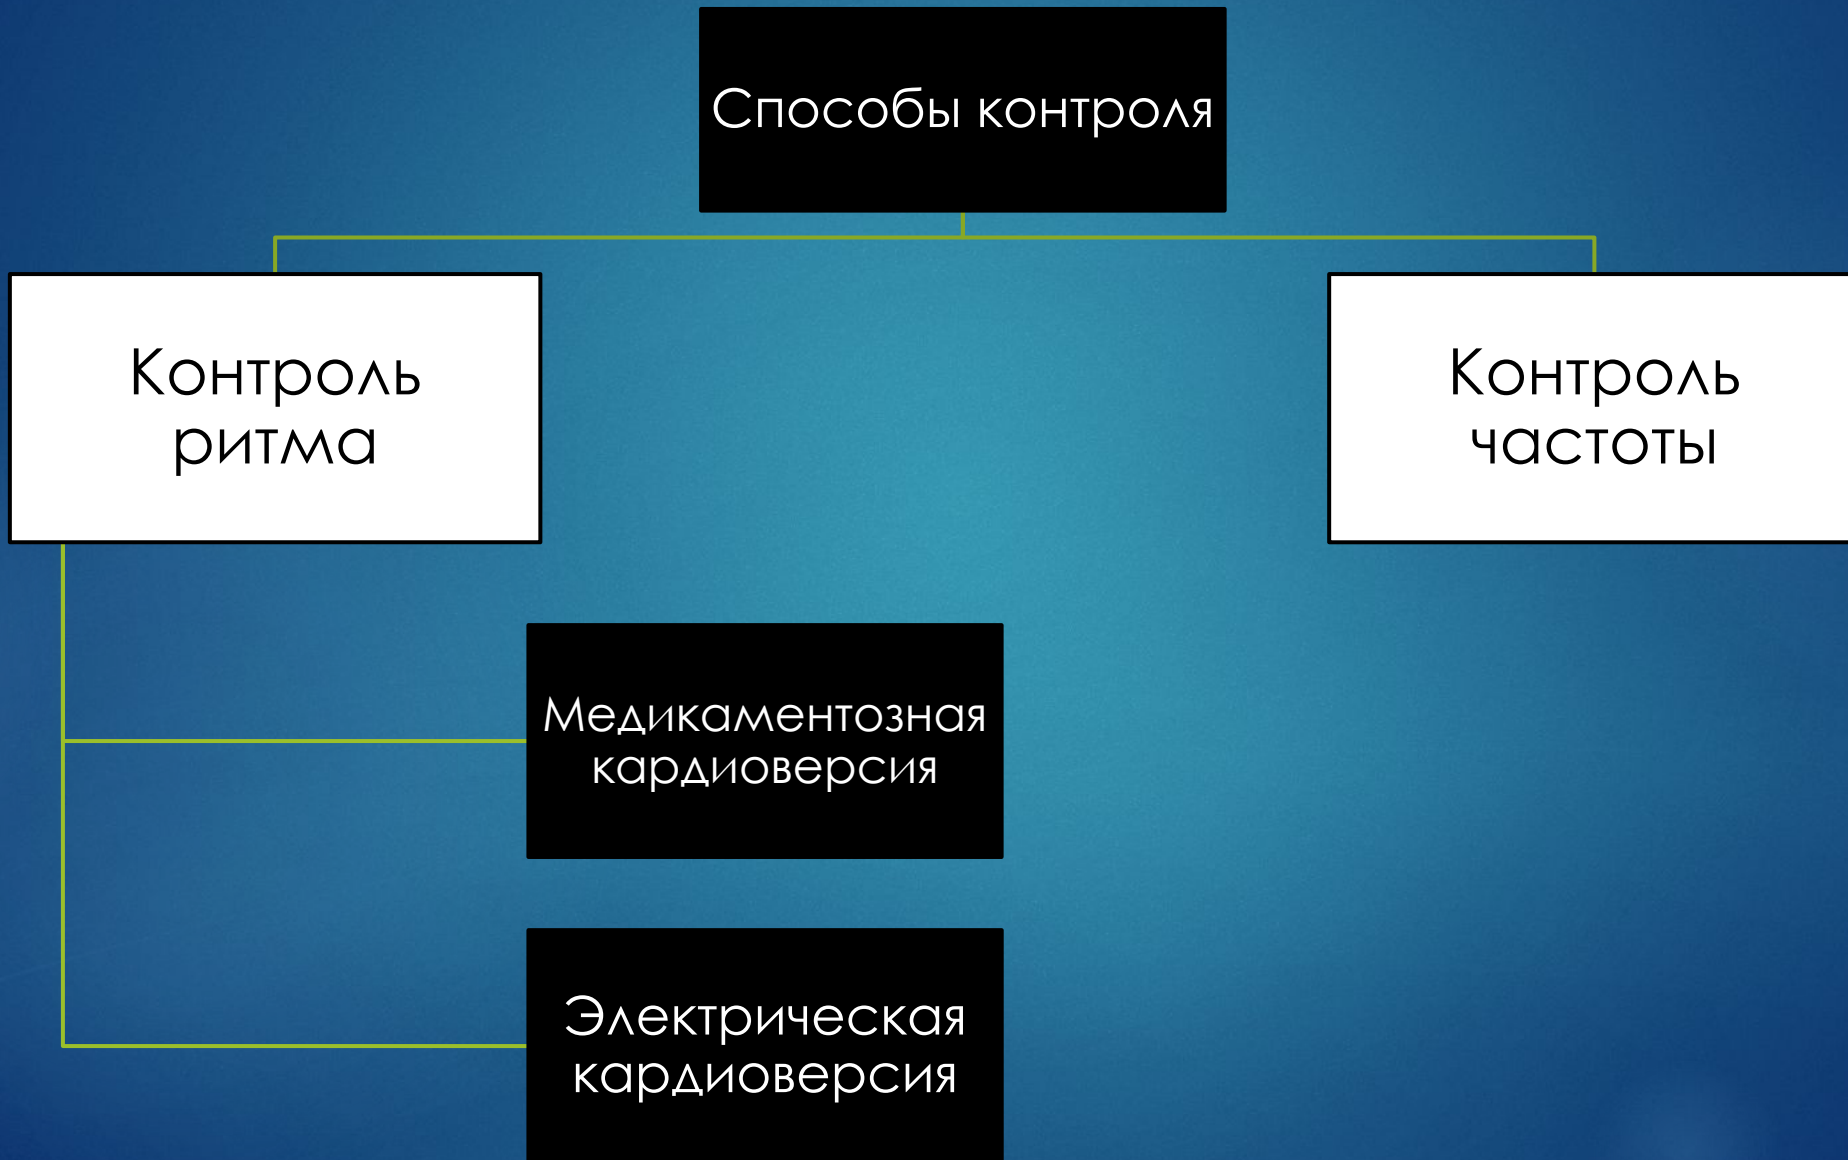 Способы контроля
Контроль
ритма
Контроль
частоты
Медикаментозная
кардиоверсия
Электрическая
кардиоверсия